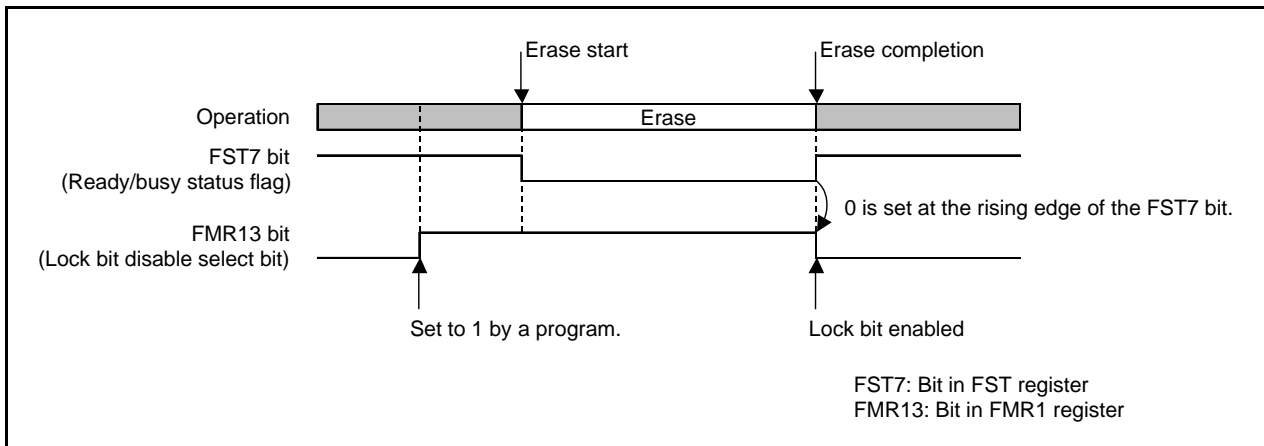 Erase start
Erase completion
Operation
Erase
FST7 bit
(Ready/busy status flag)
0 is set at the rising edge of the FST7 bit.
FMR13 bit
(Lock bit disable select bit)
Set to 1 by a program.
Lock bit enabled
FST7: Bit in FST register
FMR13: Bit in FMR1 register